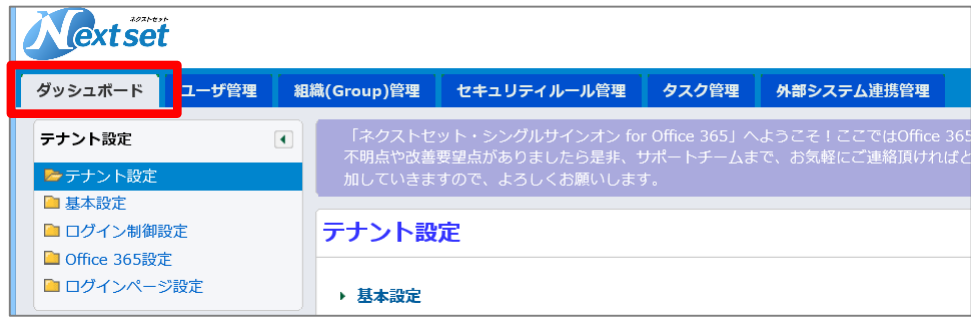 ネクストセット
Nextset
ダッシュボード ユーザ管理 組織(Group)管理 セキュリティルール管理 タスク管理 外部システム連携管理
テナント設定
テナント設定
基本設定
ログイン制御設定
Office 365設定
ログインページ設定
「ネクストセット・シングルサインオン for Office 365」へようこそ！ここではOffice 365
不明点や改善要望点がありましたら是非、サポートチームまで、お気軽にご連絡頂ければと
加していきますので、よろしくお願いします。
テナント設定
基本設定